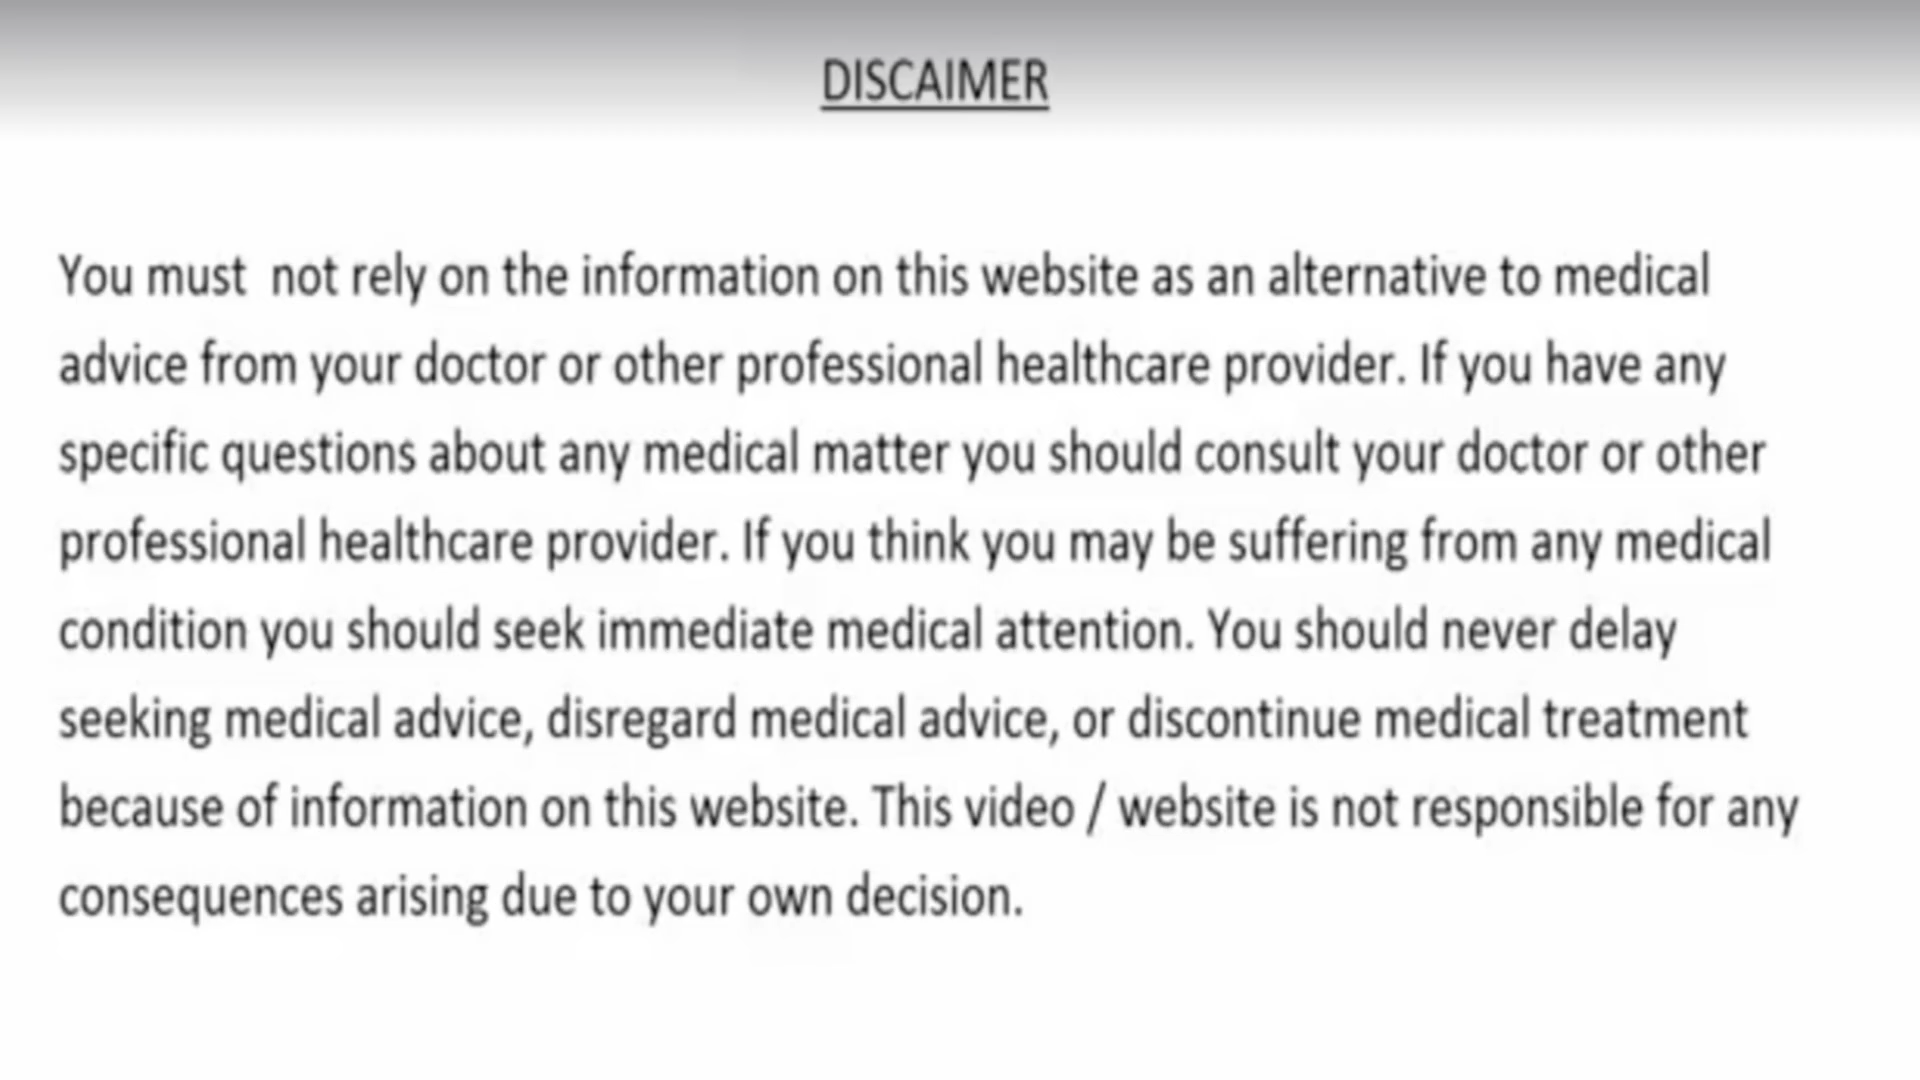 DISCAIMER
You must  not rely on the information on this website as an alternative to medical
advice from your doctor or other professional healthcare provider. If you have any
specific questions about any medical matter you should consult your doctor or other
professional healthcare provider. If you think you may be suffering from any medical
condition you should seek immediate medical attention. You should never delay
seeking medical advice, disregard medical advice, or discontinue medical treatment
because of information on this website. This video / website is not responsible for any
consequences arising due to your own decision.